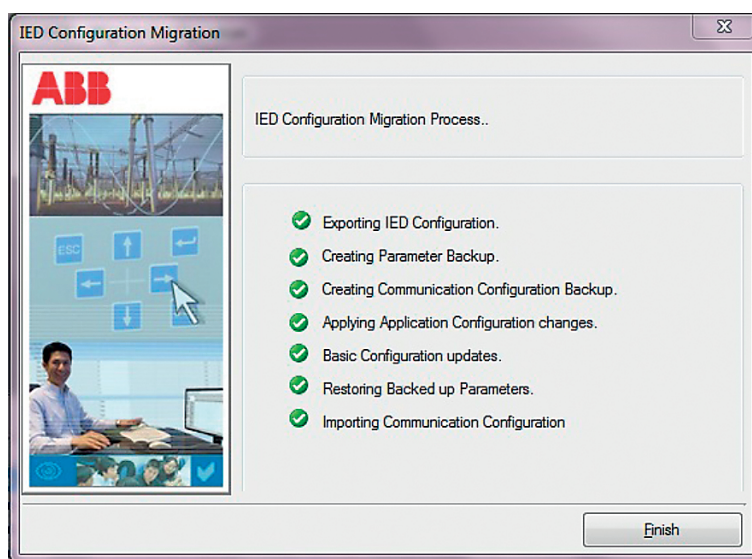 IED Configuration Migration
ABB
ESC
IED Configuration Migration Process..
Exporting IED Configuration.
Creating Parameter Backup.
Creating Communication Configuration Backup.
Applying Application Configuration changes.
Basic Configuration updates.
Restoring Backed up Parameters.
Importing Communication Configuration
Finish